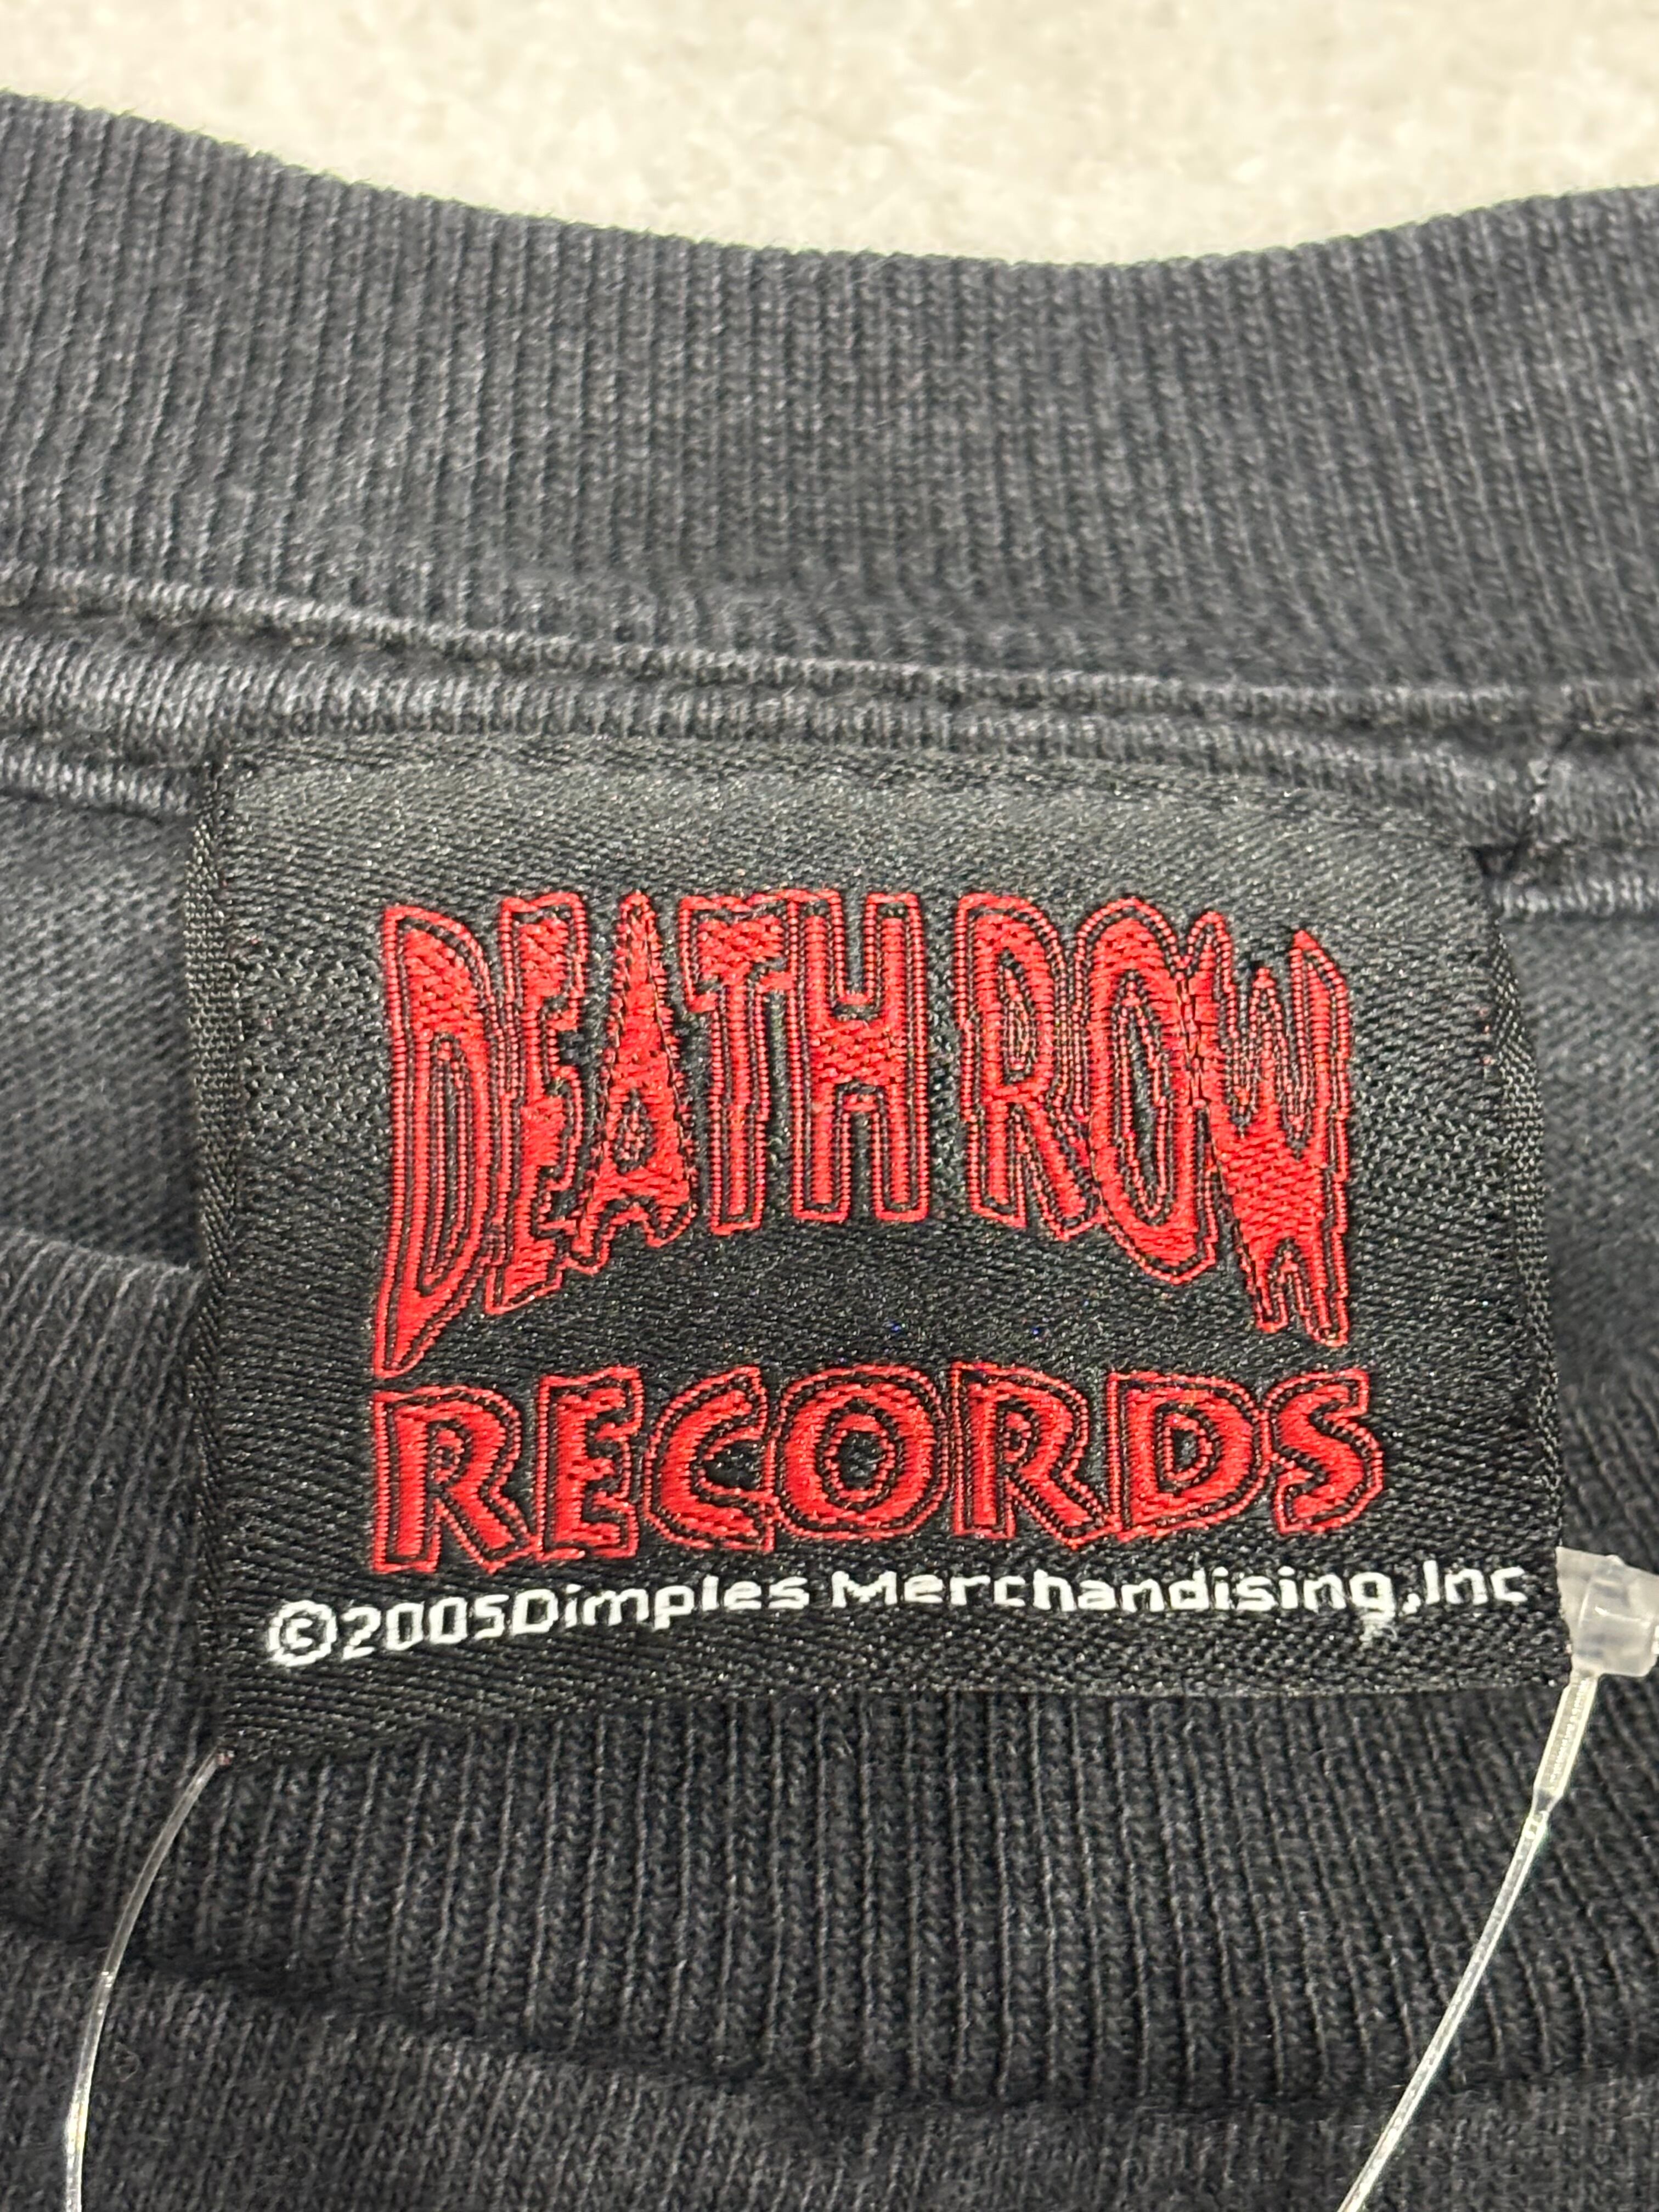 DEATH ROW
RECORDS
©2005Dimples Merchandising,Inc